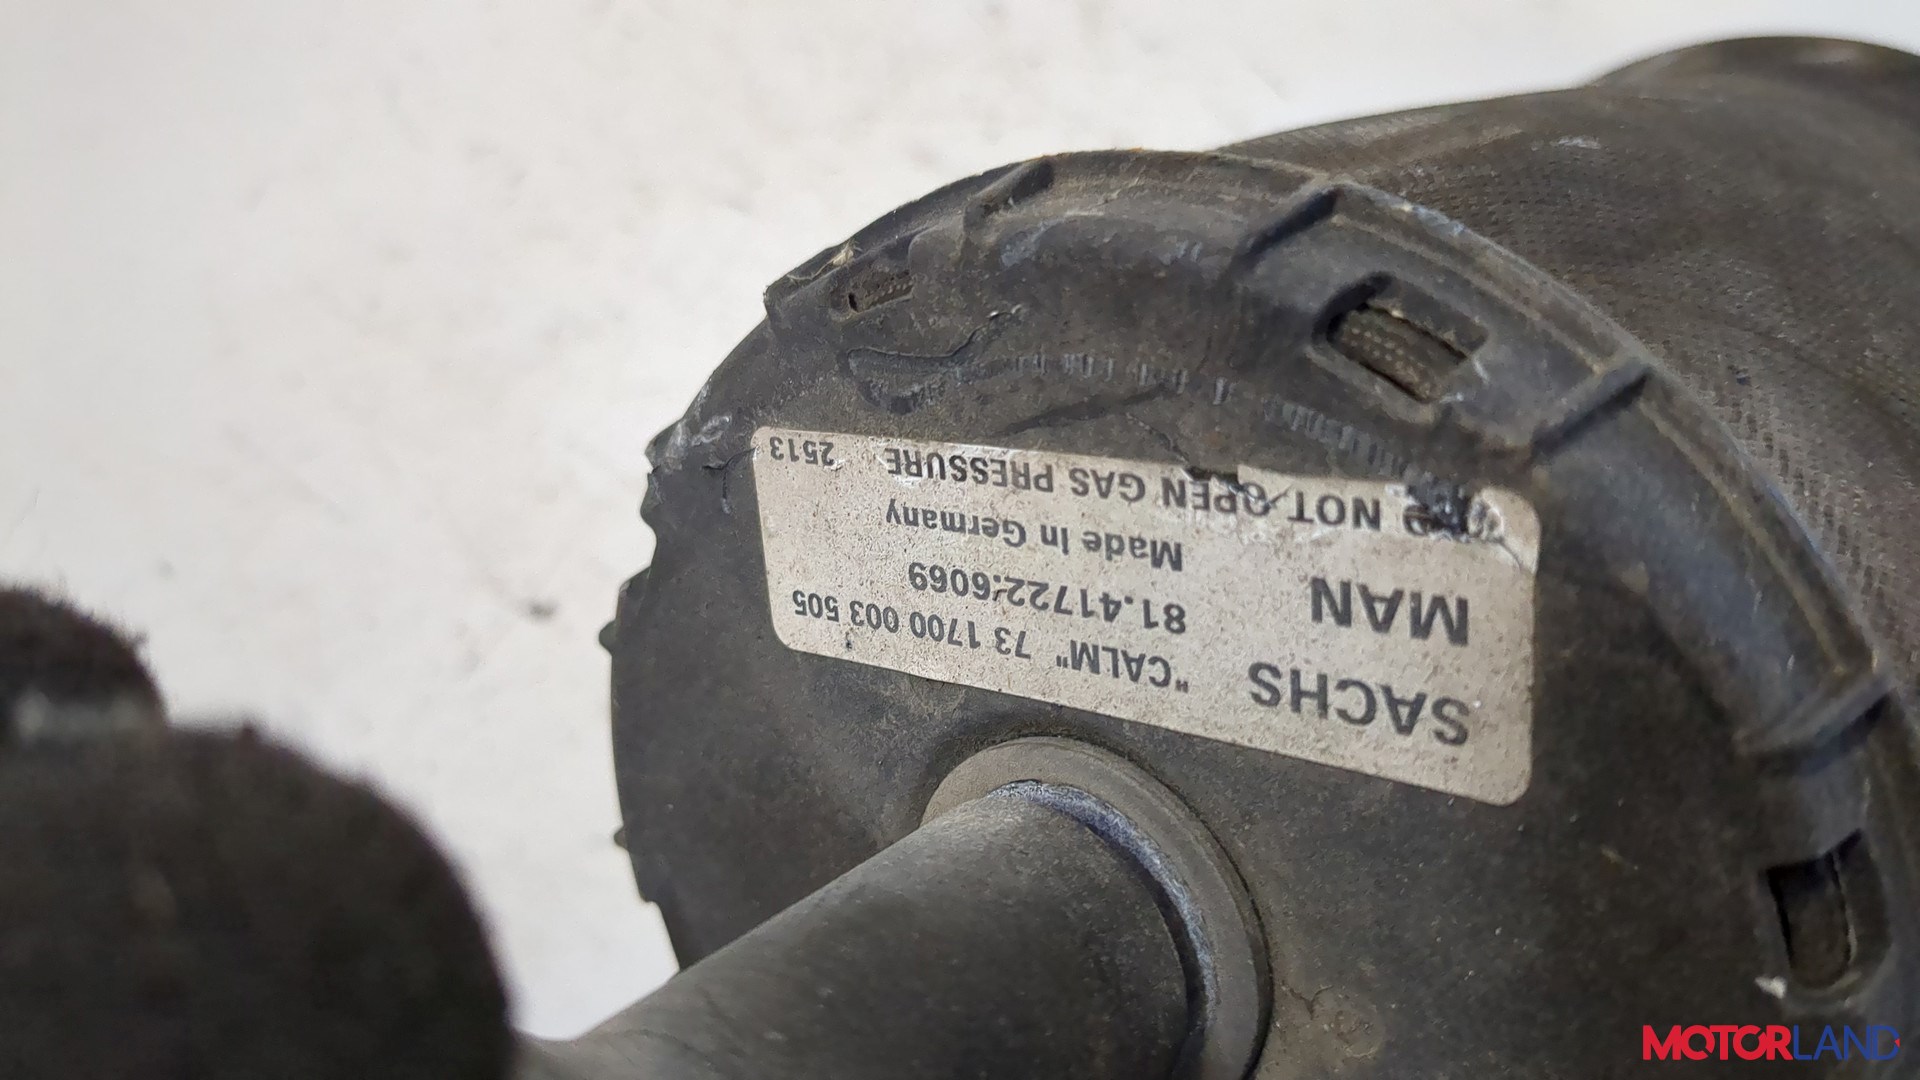 SACHS "CALM" 73 1700 003 505
MAN 81.41722.6069
Made In Germany
NOT OPEN GAS PRESSURE 2513
MOTORLAND